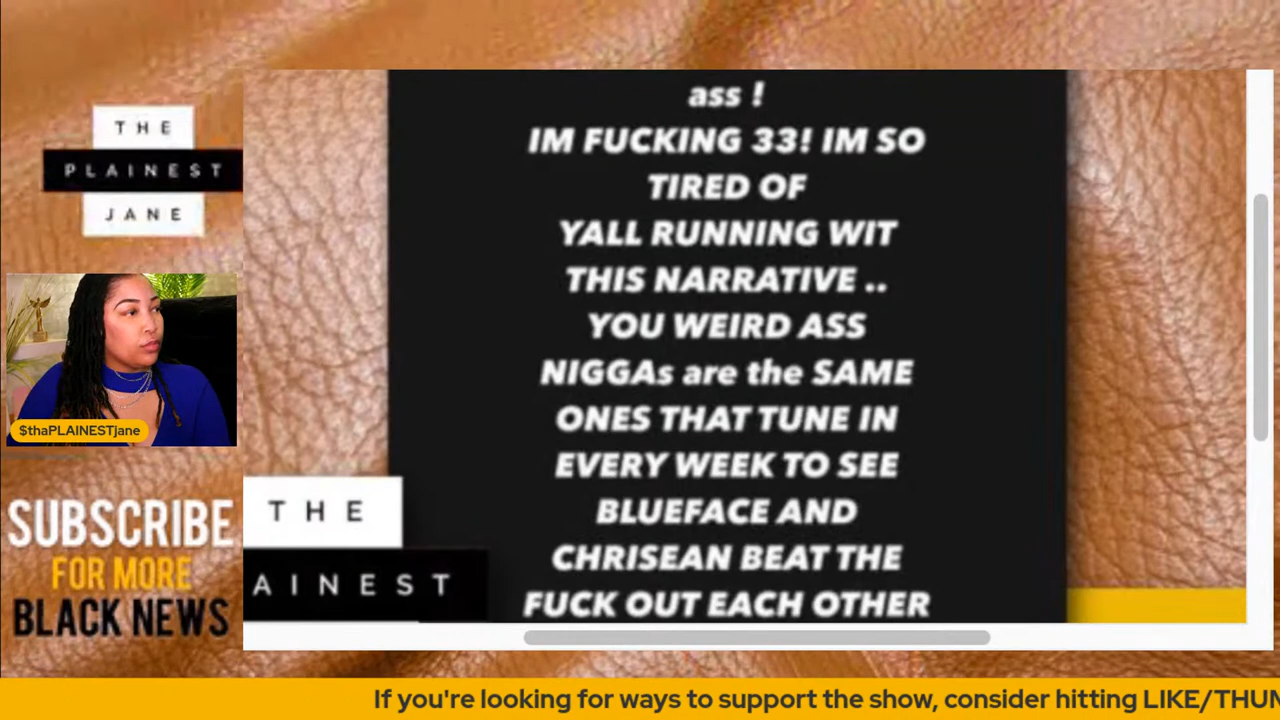 THE
PLAINEST
JANE
$thaPLAINESTjane
SUBSCRIBE
FOR MORE
BLACK NEWS
ass !
IM FUCKING 33! IM SO
TIRED OF
YALL RUNNING WIT
THIS NARRATIVE ..
YOU WEIRD ASS
NIGGAs are the SAME
ONES THAT TUNE IN
EVERY WEEK TO SEE
BLUEFACE AND
CHRISEAN BEAT THE
FUCK OUT EACH OTHER
THE
AINEST
If you're looking for ways to support the show, consider hitting LIKE/THUM